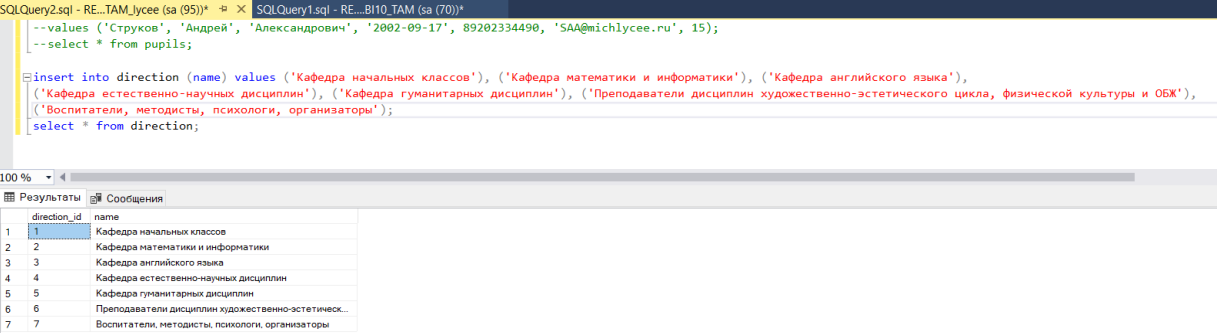 SQLQuery2.sql - RE...TAM_lycee (sa (95))* SQLQuery1.sql - RE....BI10_TAM (sa (70))*
--values ('Струков', 'Андрей', 'Александрович', '2002-09-17', 89202334490, 'SAA@michlycee.ru', 15);
--select * from pupils;
insert into direction (name) values ('Кафедра начальных классов'), ('Кафедра математики и информатики'), ('Кафедра английского языка'),
('Кафедра естественно-научных дисциплин'), ('Кафедра гуманитарных дисциплин'), ('Преподаватели дисциплин художественно-эстетического цикла, физической культуры и ОБЖ'),
('Воспитатели, методисты, психологи, организаторы');
select * from direction;
100 %
Результаты Сообщения
direction_id name
1 1 Кафедра начальных классов
2 2 Кафедра математики и информатики
3 3 Кафедра английского языка
4 4 Кафедра естественно-научных дисциплин
5 5 Кафедра гуманитарных дисциплин
6 6 Преподаватели дисциплин художественно-эстетическ...
7 7 Воспитатели, методисты, психологи, организаторы